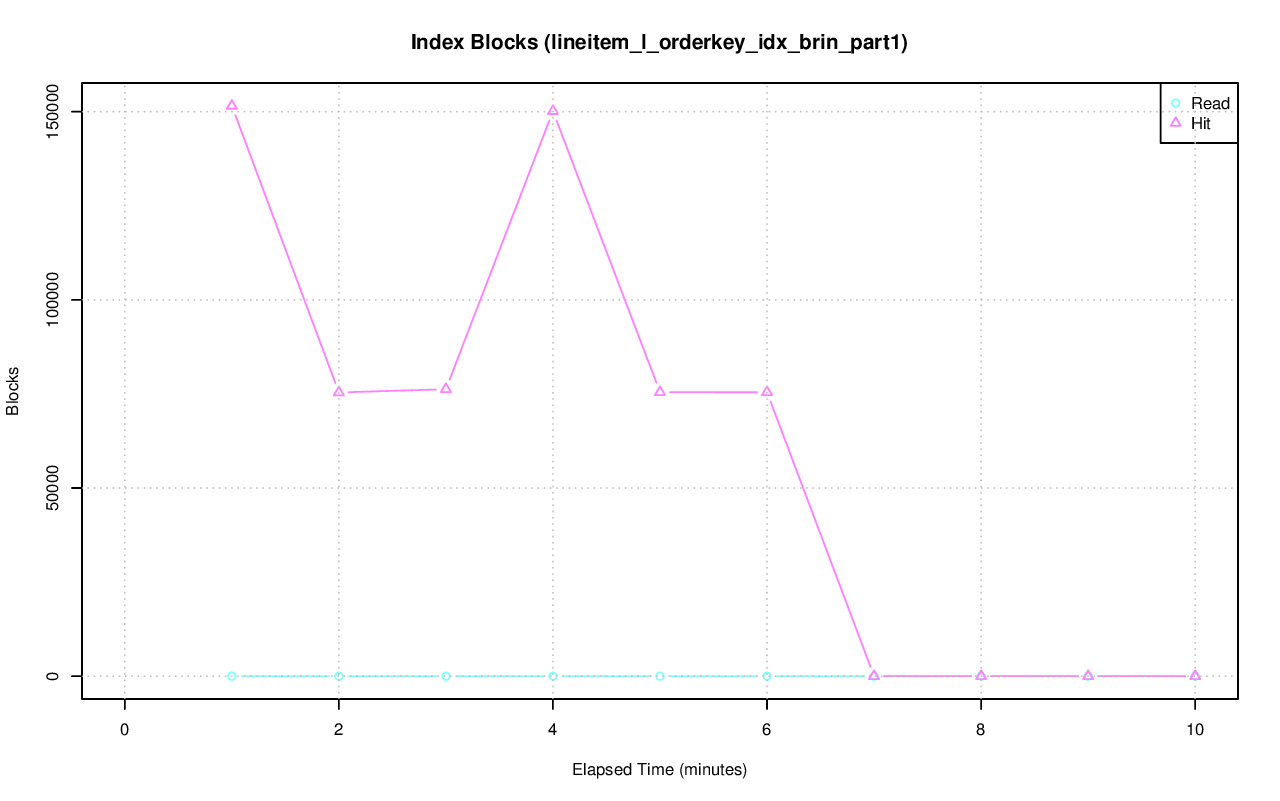 Index Blocks (lineitem_l_orderkey_idx_brin_part1)
Read
Hit
150000
100000
50000
0
Blocks
0 2 4 6 8 10
Elapsed Time (minutes)